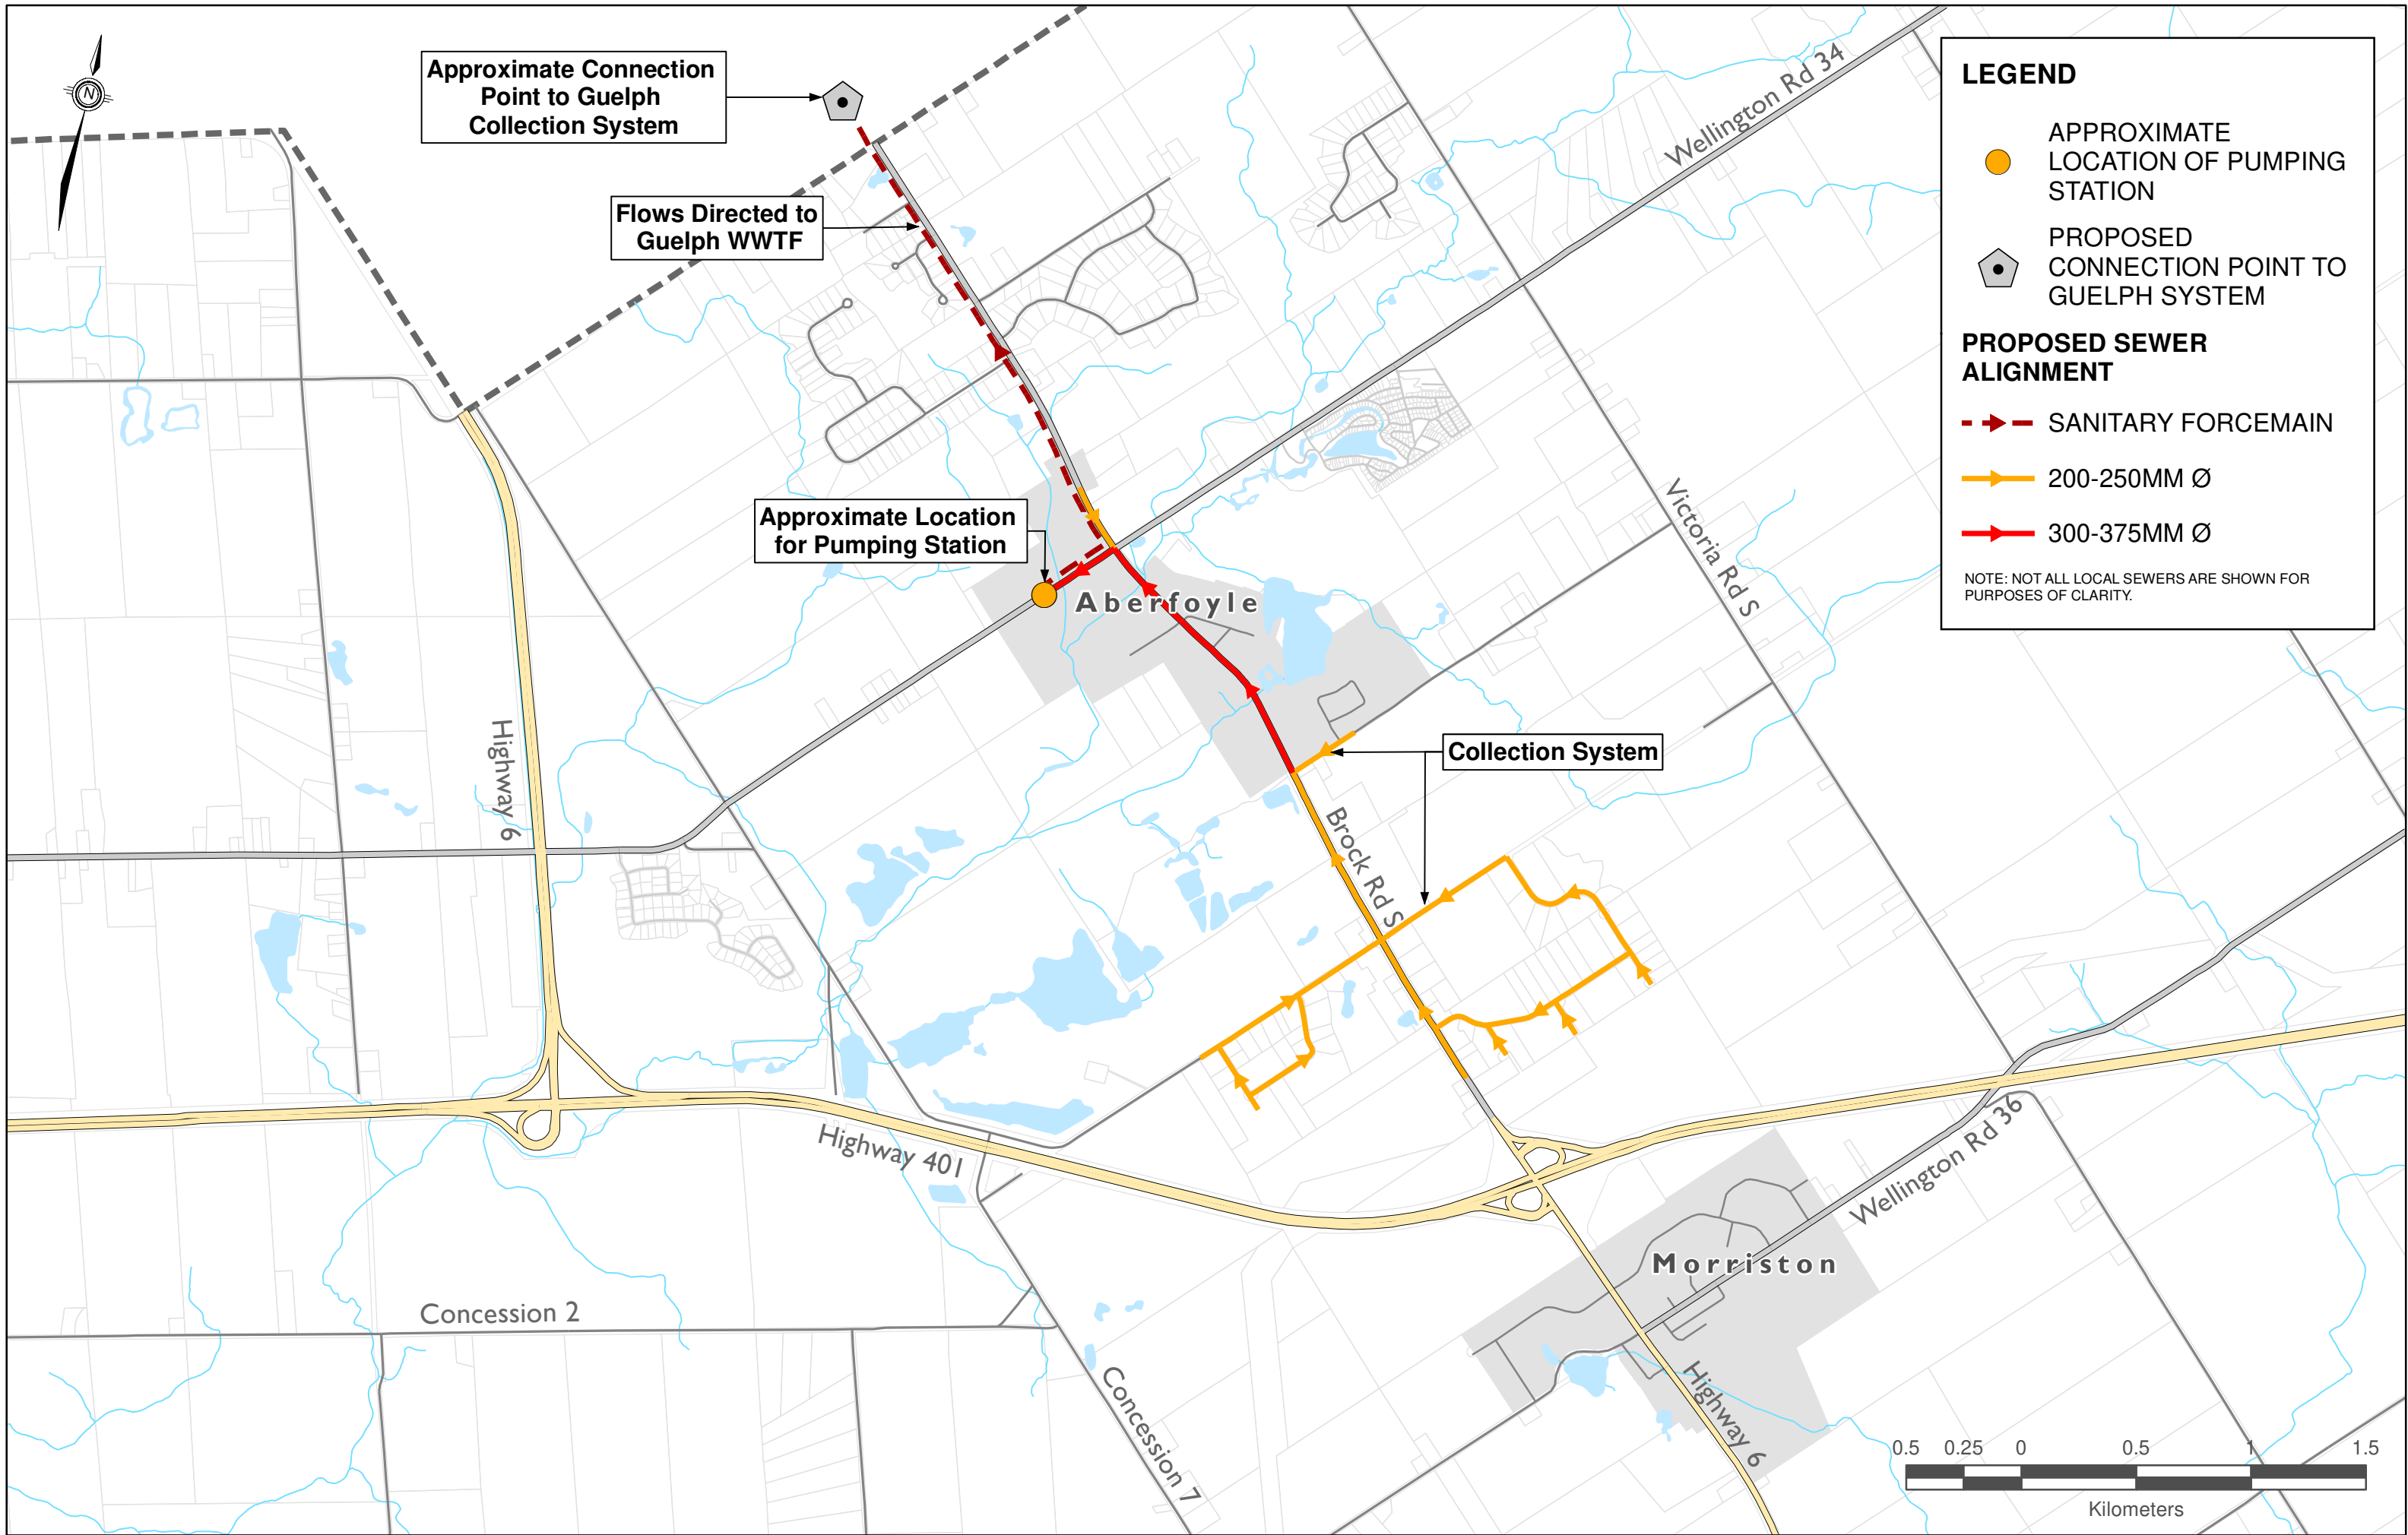 Approximate Connection
Point to Guelph
Collection System
N
Flows Directed to
Guelph WWTF
Wellington Rd 34
LEGEND
APPROXIMATE
LOCATION OF PUMPING
STATION
PROPOSED
CONNECTION POINT TO
GUELPH SYSTEM
PROPOSED SEWER
ALIGNMENT
SANITARY FORCEMAIN
200-250MM Ø
300-375MM Ø
NOTE: NOT ALL LOCAL SEWERS ARE SHOWN FOR
PURPOSES OF CLARITY.
Approximate Location
for Pumping Station
Aberfoyle
Victoria Rd S
Highway 6
Collection System
Brock Rd S
Highway 401
Wellington Rd 36
Morriston
Concession 2
Concession 7
Highway 6
0.5 0.25 0 0.5 1 1.5
Kilometers